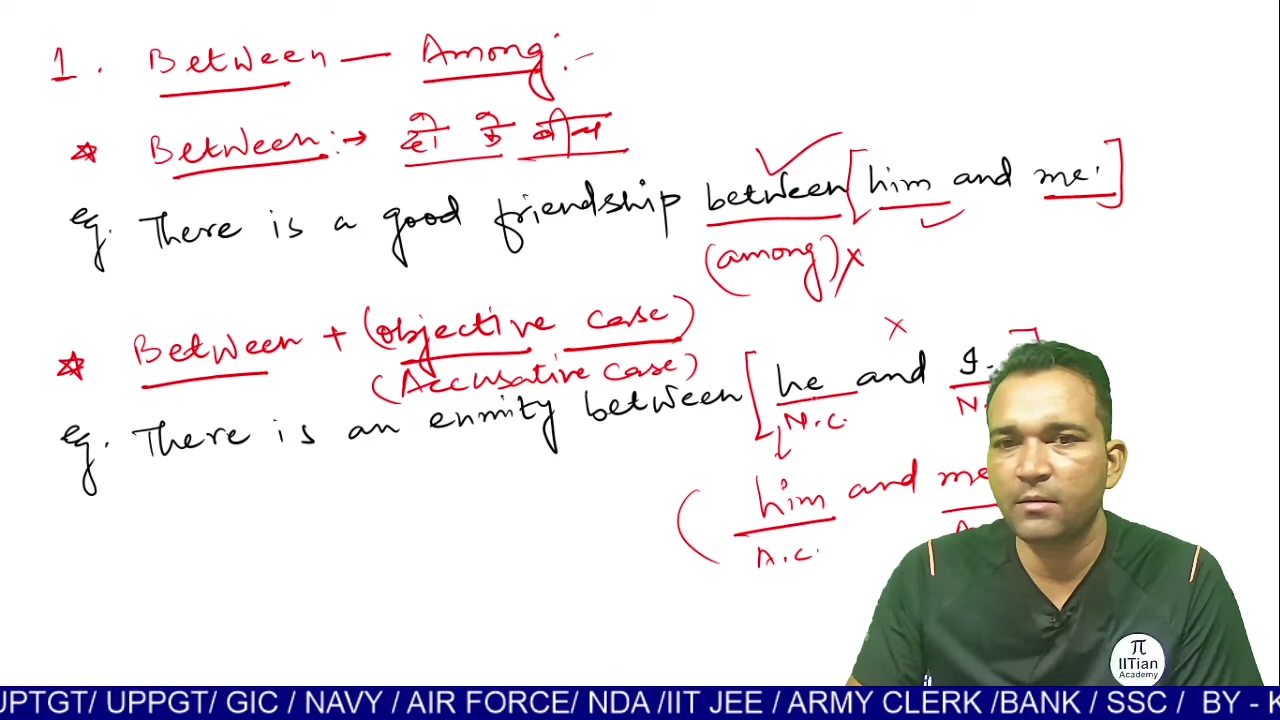 1. Between — Among :-
☆ Between :→ दो के बीच
eg. There is a good friendship between [him and me.]
(among) ×
☆ Between + (objective case)
(Accusative case)
×
eg. There is an enmity between [he and I.]
N.C.
(him and me
A.C.
π
IITian
Academy
UPTGT/ UPPGT/ GIC / NAVY / AIR FORCE/ NDA /IIT JEE / ARMY CLERK /BANK / SSC / BY - K